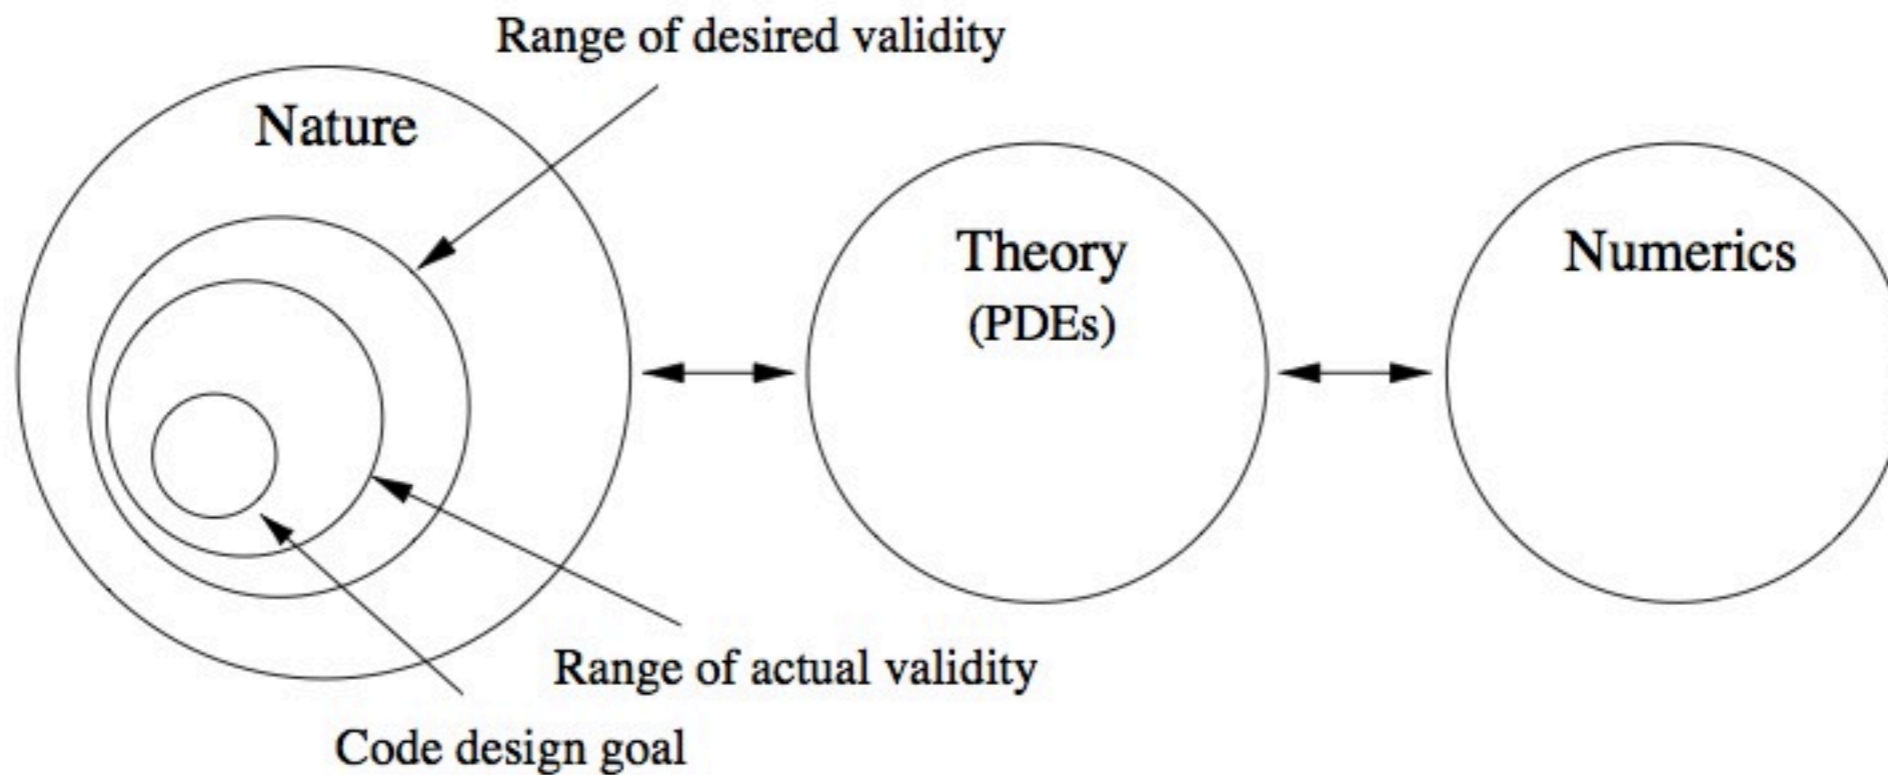 Range of desired validity
Nature
Theory
(PDEs)
Numerics
Range of actual validity
Code design goal